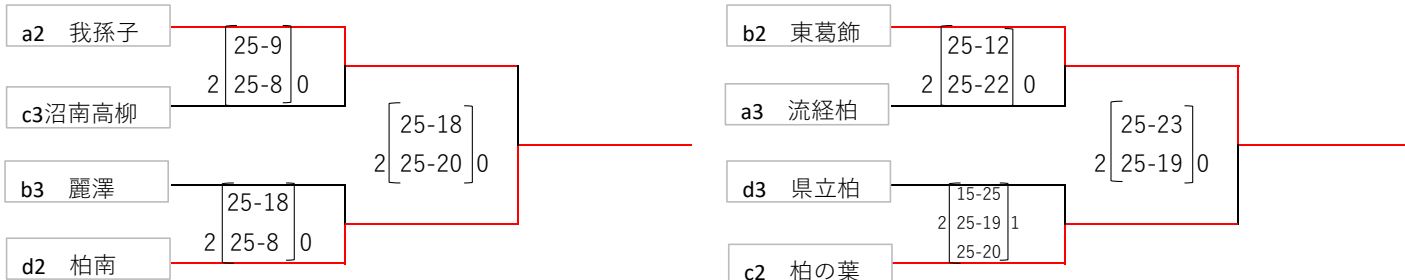 a2 我孫子
25-9
2 25-8 0
c3沼南高柳
25-18
2 25-20 0
b3 麗澤
25-18
2 25-8 0
d2 柏南
b2 東葛飾
25-12
2 25-22 0
a3 流経柏
25-23
2 25-19 0
d3 県立柏
15-25
2 25-19 1
25-20
c2 柏の葉